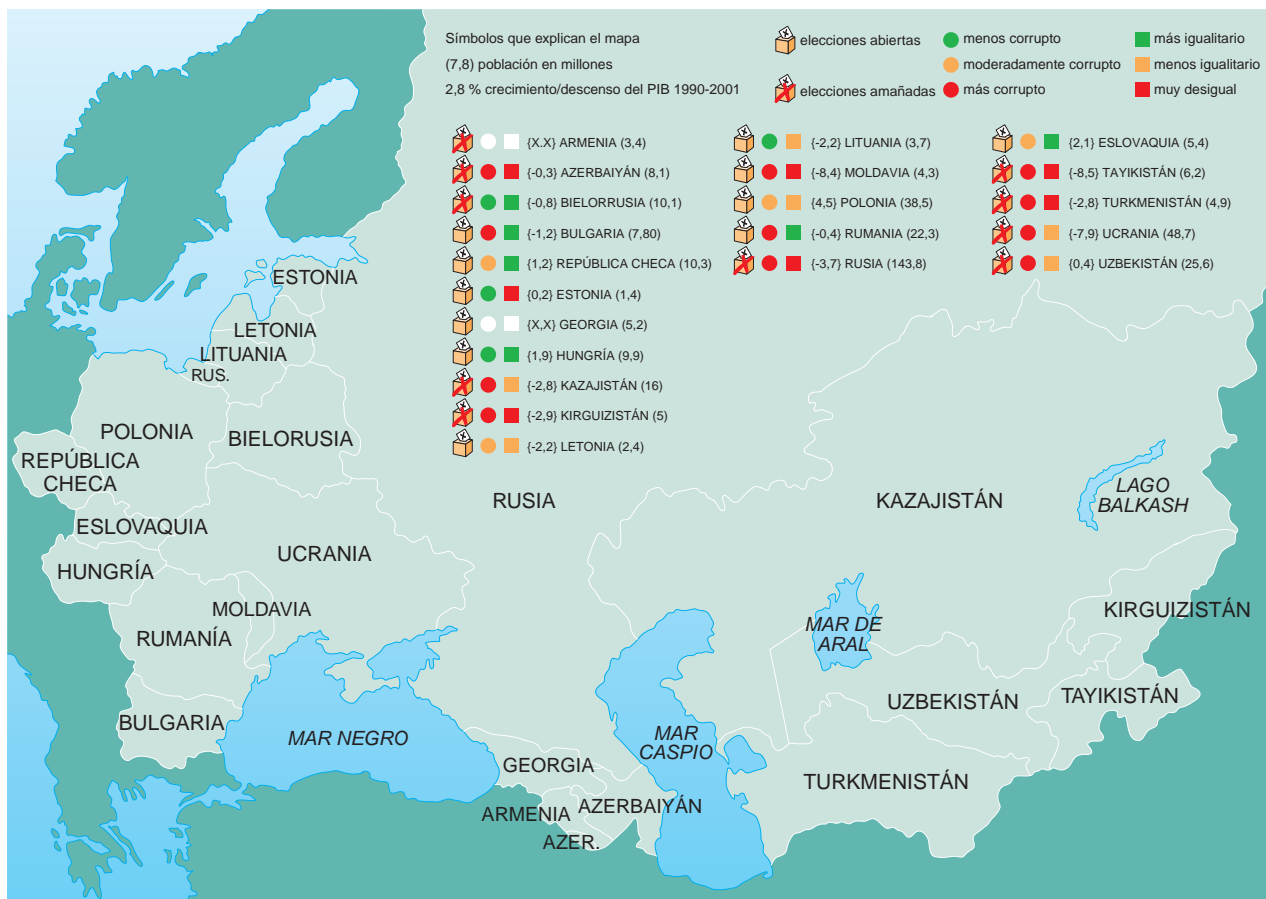 Símbolos que explican el mapa
(7,8) población en millones
2,8 % crecimiento/descenso del PIB 1990-2001
elecciones abiertas
elecciones amañadas
menos corrupto
moderadamente corrupto
más corrupto
más igualitario
menos igualitario
muy desigual
{X.X} ARMENIA (3,4)
{-0,3} AZERBAIYÁN (8,1)
{-0,8} BIELORRUSIA (10,1)
{-1,2} BULGARIA (7,80)
{1,2} REPÚBLICA CHECA (10,3)
{0,2} ESTONIA (1,4)
{X,X} GEORGIA (5,2)
{1,9} HUNGRÍA (9,9)
{-2,8} KAZAJISTÁN (16)
{-2,9} KIRGUIZISTÁN (5)
{-2,2} LETONIA (2,4)
{-2,2} LITUANIA (3,7)
{-8,4} MOLDAVIA (4,3)
{4,5} POLONIA (38,5)
{-0,4} RUMANIA (22,3)
{-3,7} RUSIA (143,8)
{2,1} ESLOVAQUIA (5,4)
{-8,5} TAYIKISTÁN (6,2)
{-2,8} TURKMENISTÁN (4,9)
{-7,9} UCRANIA (48,7)
{0,4} UZBEKISTÁN (25,6)
ESTONIA
LETONIA
LITUANIA
RUS.
POLONIA
BIELORUSIA
REPÚBLICA
CHECA
ESLOVAQUIA
HUNGRÍA
UCRANIA
MOLDAVIA
RUMANÍA
BULGARIA
MAR NEGRO
RUSIA
KAZAJISTÁN
LAGO
BALKASH
MAR DE
ARAL
KIRGUIZISTÁN
UZBEKISTÁN
TAYIKISTÁN
MAR
CASPIO
TURKMENISTÁN
GEORGIA
ARMENIA
AZERBAIYÁN
AZER.